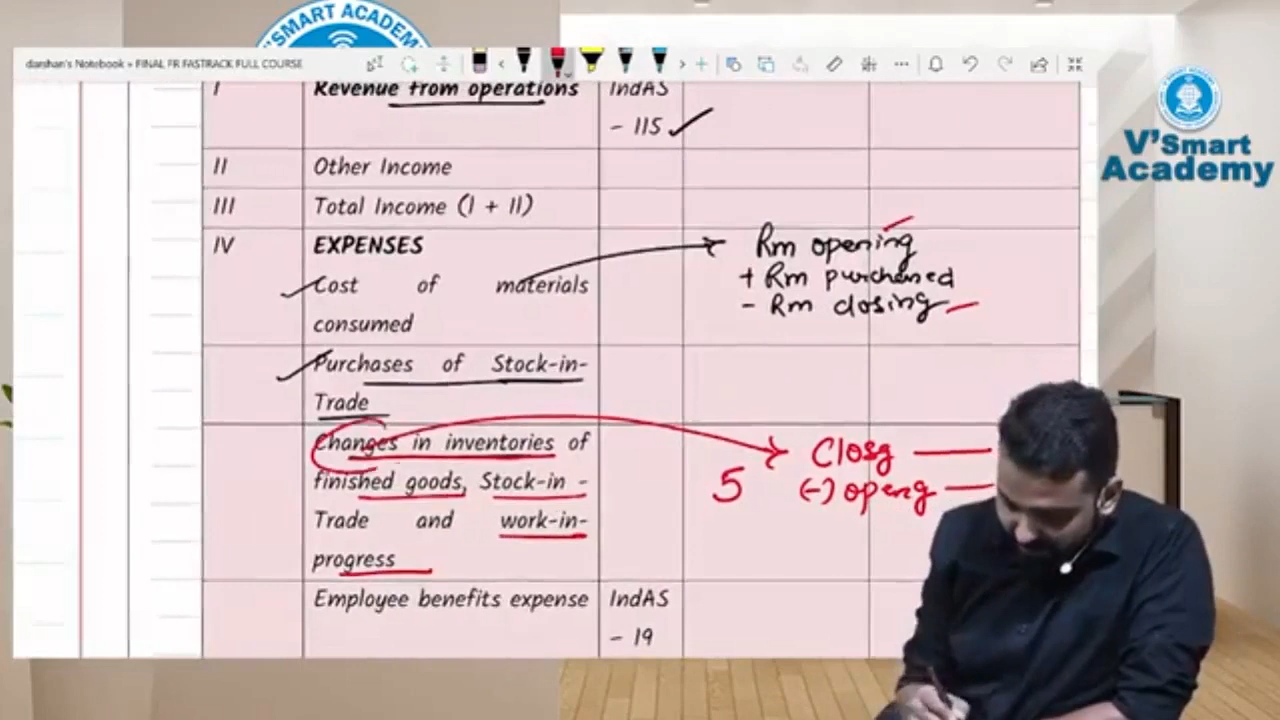 V'SMART ACADEMY
darshan's Notebook » FINAL FR FASTRACK FULL COURSE
I Revenue from operations IndAS
- 115
II Other Income
III Total Income (I + II)
IV EXPENSES
Cost of materials
consumed
Rm opening
+ Rm purchased
- Rm closing
Purchases of Stock-in-
Trade
Changes in inventories of
finished goods, Stock-in -
Trade and work-in-
progress
Closg
5 (-) openg
Employee benefits expense IndAS
- 19
V'Smart
Academy